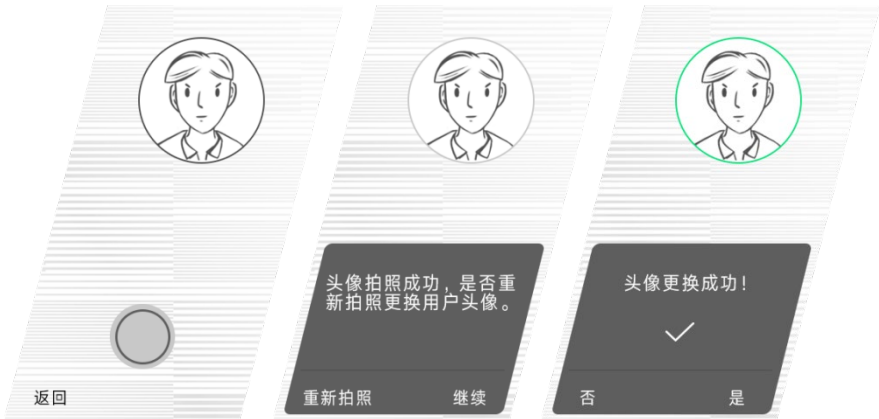 返回
头像拍照成功，是否重
新拍照更换用户头像。
重新拍照 继续
头像更换成功！
否 是